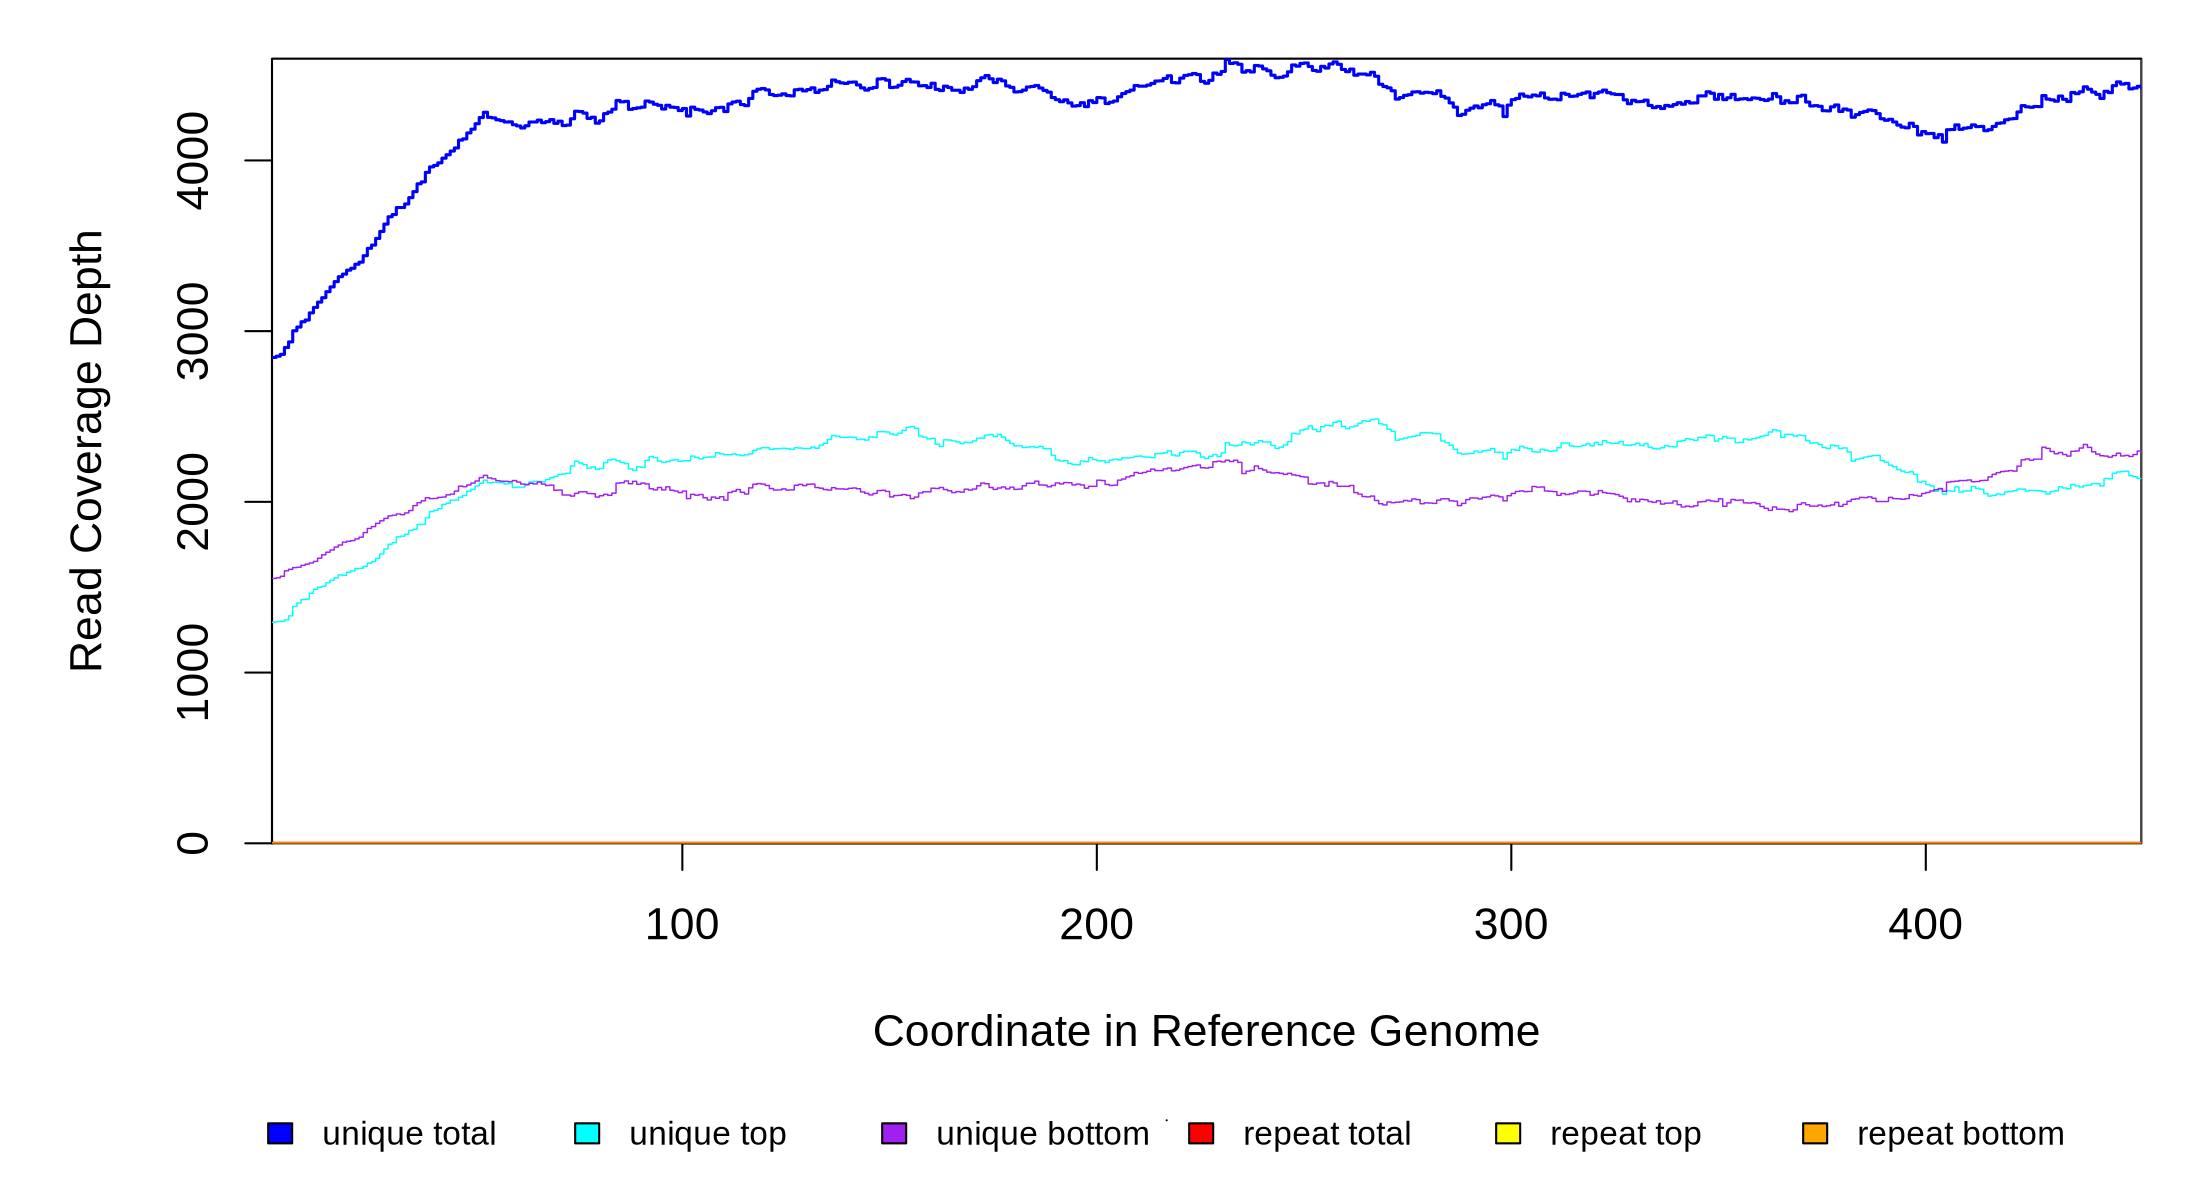 Read Coverage Depth
4000
3000
2000
1000
0
100 200 300 400
Coordinate in Reference Genome
unique total unique top unique bottom repeat total repeat top repeat bottom